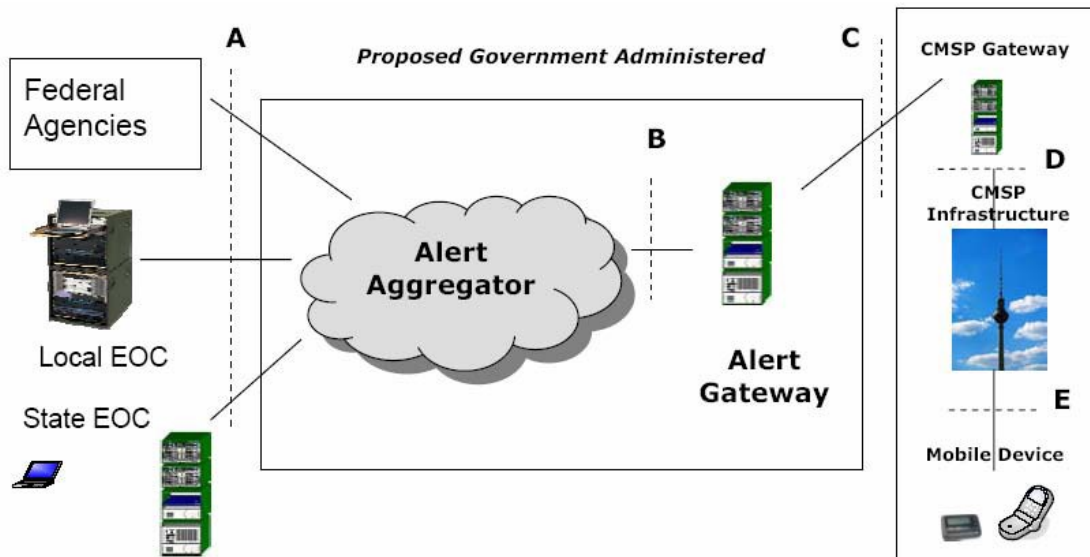 A
Proposed Government Administered
C
CMSP Gateway
Federal
Agencies
B
D
CMSP
Infrastructure
Alert
Aggregator
Local EOC
Alert
Gateway
State EOC
E
Mobile Device